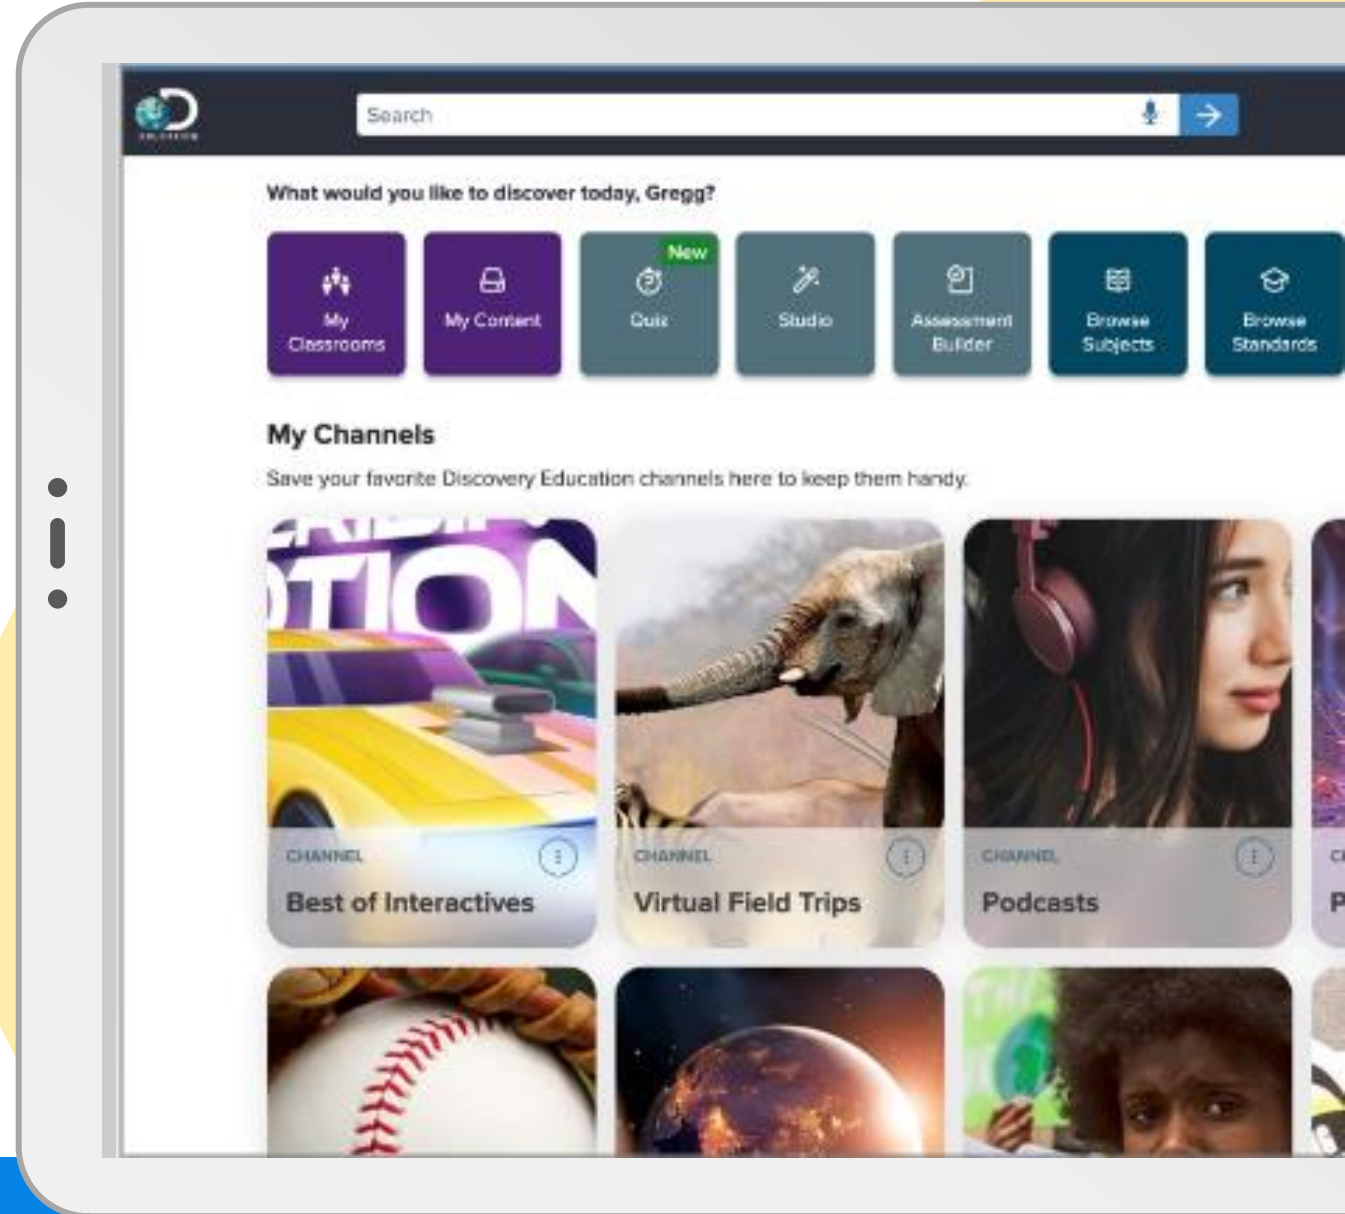 Search
What would you like to discover today, Gregg?
New
My
Classrooms
My Content
Quiz
Studio
Assessment
Builder
Browse
Subjects
Browse
Standards
My Channels
Save your favorite Discovery Education channels here to keep them handy.
OTION
CHANNEL
Best of Interactives
CHANNEL
Virtual Field Trips
CHANNEL
Podcasts